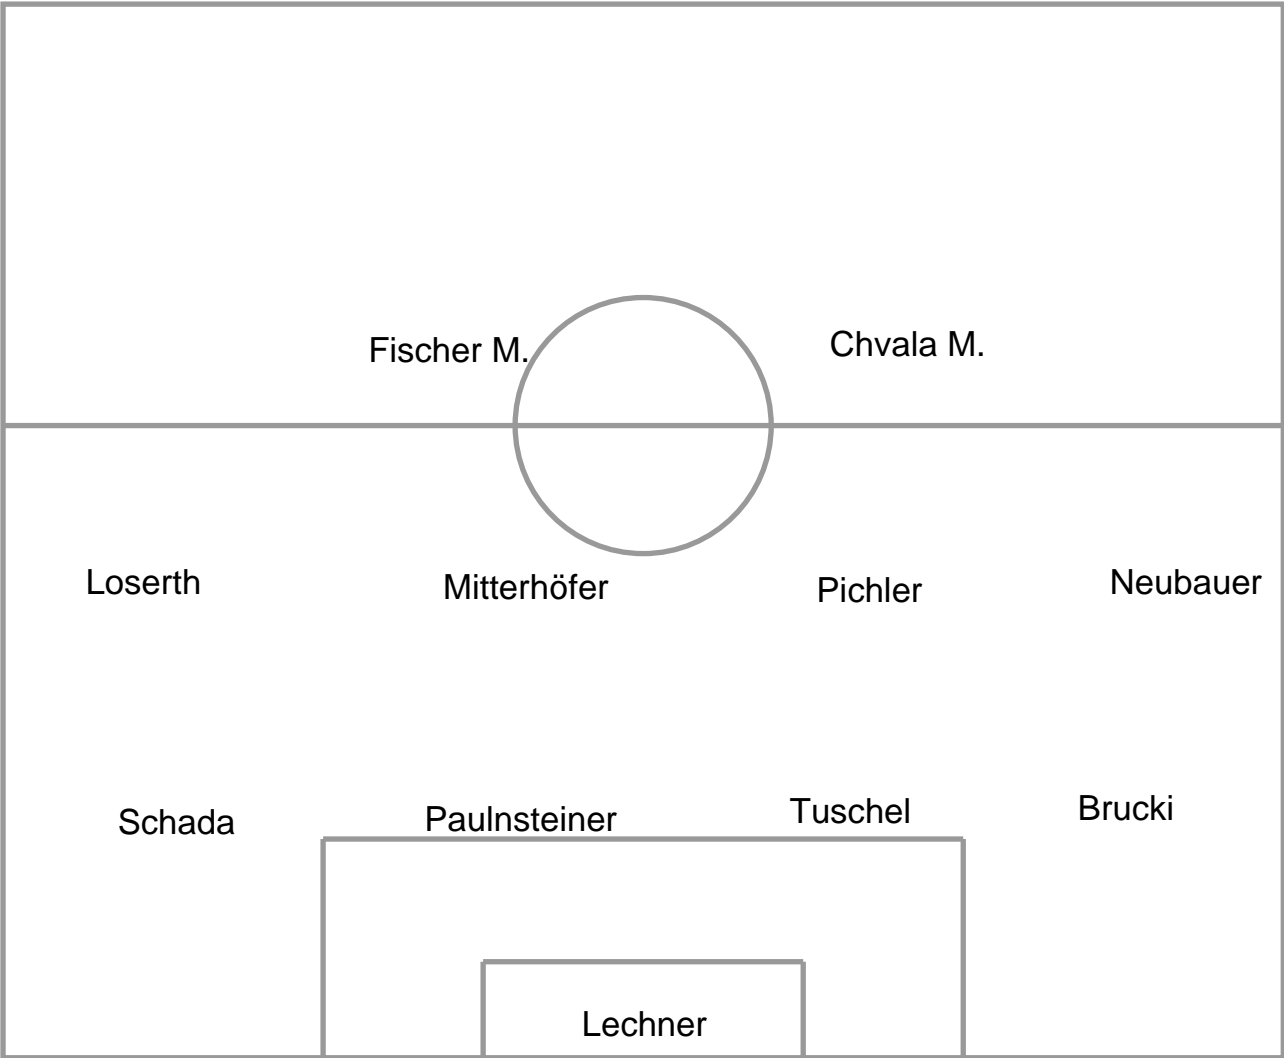 Fischer M.
Chvala M.
Loserth
Mitterhöfer
Pichler
Neubauer
Schada
Paulnsteiner
Tuschel
Brucki
Lechner